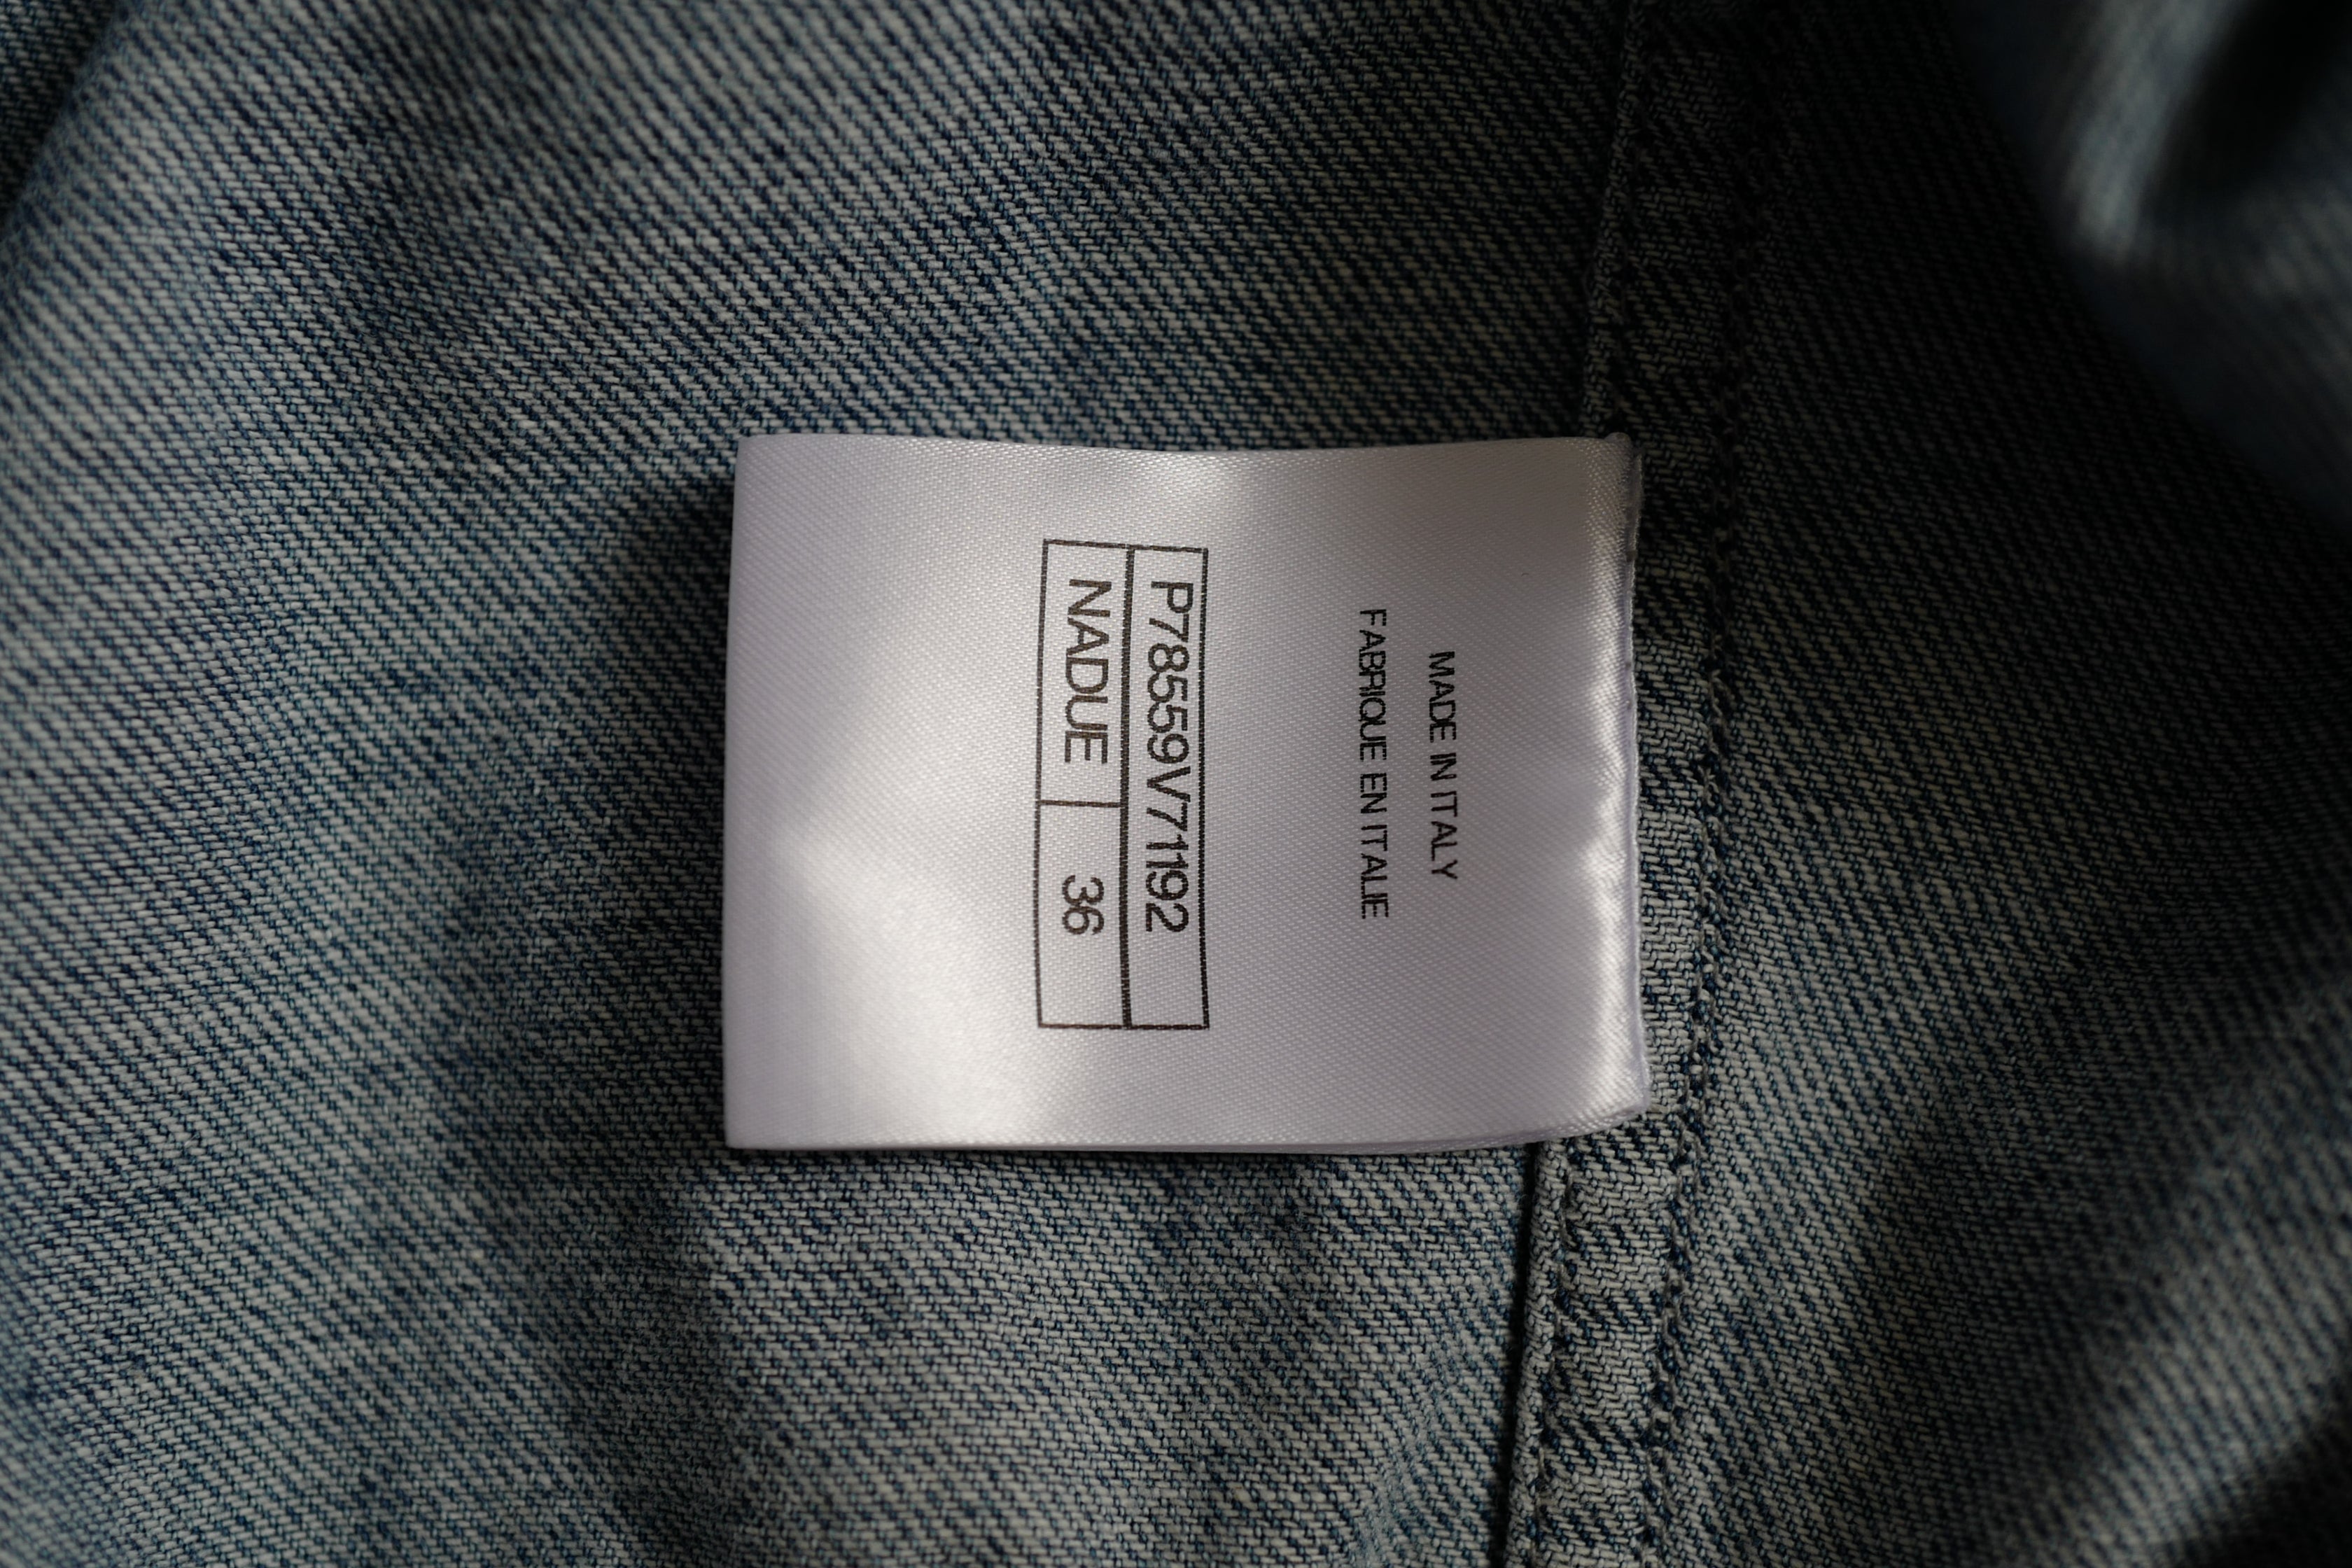 MADE IN ITALY
FABRIQUE EN ITALIE
P78559V71192
NADUE 36